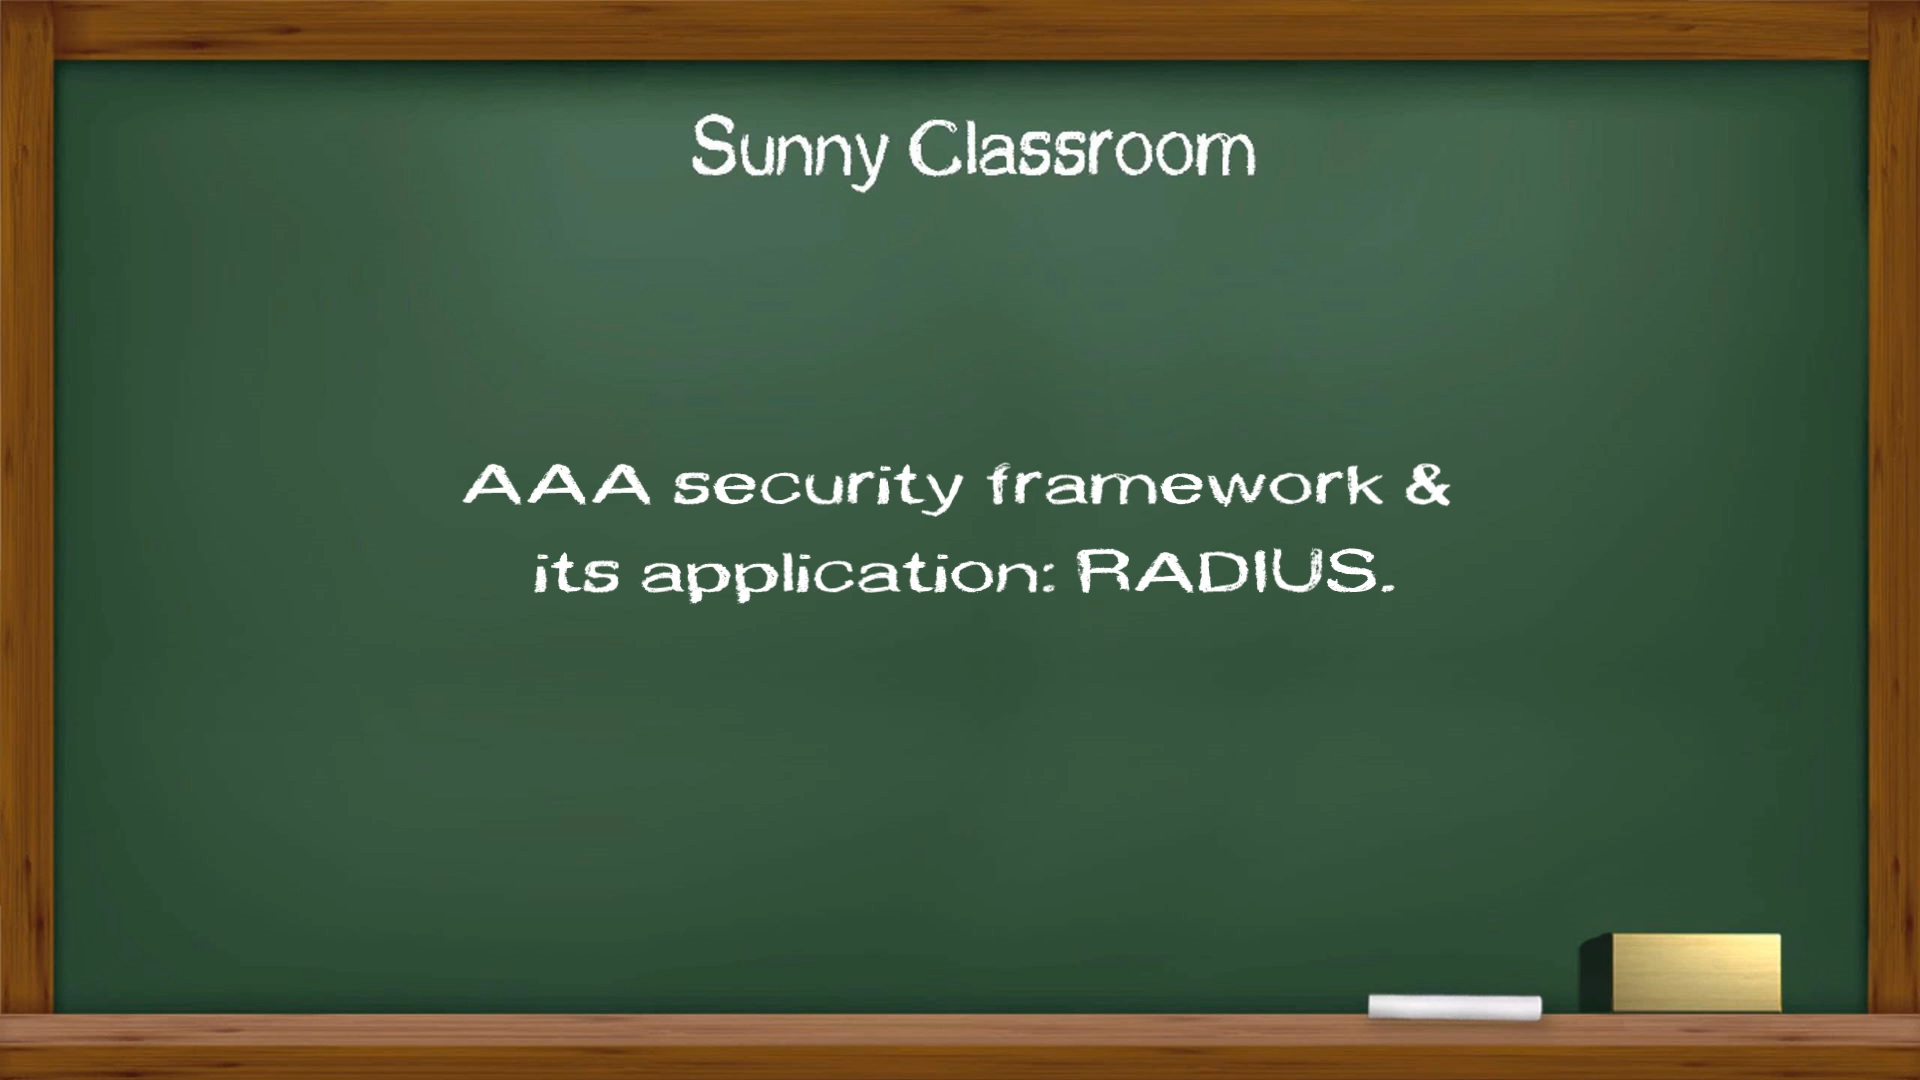 Sunny Classroom
AAA security framework &
its application: RADIUS.